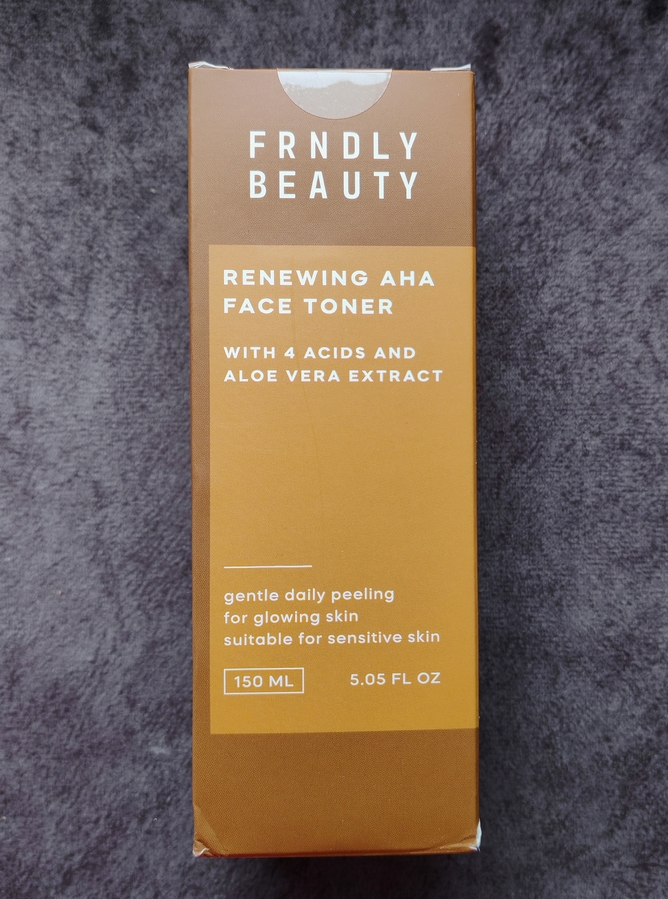 FRNDLY
BEAUTY
RENEWING AHA
FACE TONER
WITH 4 ACIDS AND
ALOE VERA EXTRACT
gentle daily peeling
for glowing skin
suitable for sensitive skin
150 ML 5.05 FL OZ